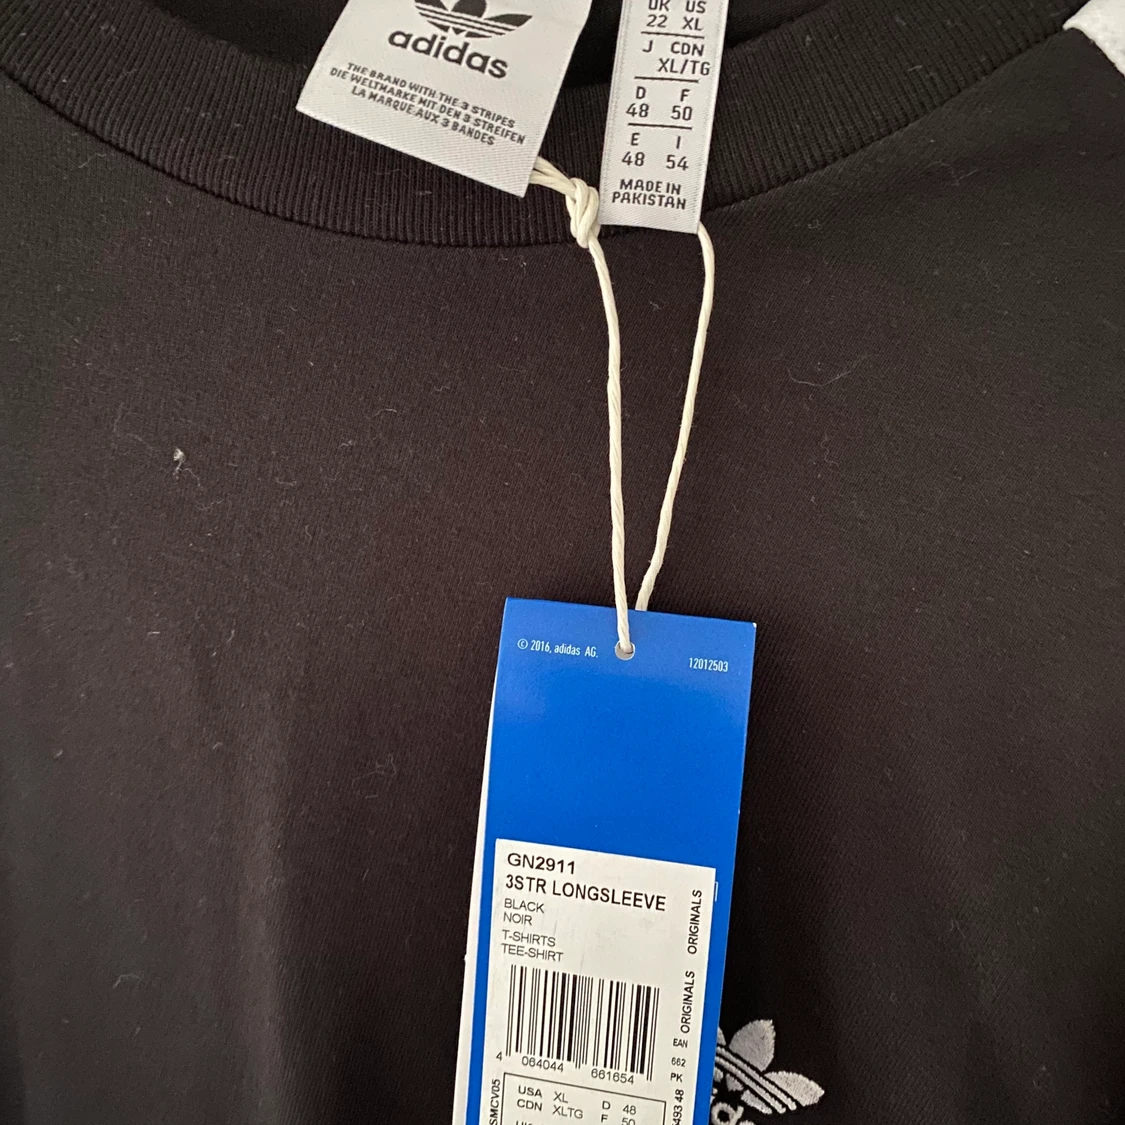 adidas
THE BRAND WITH THE 3 STRIPES
DIE WELTMARKE MIT DEN 3 STREIFEN
LA MARQUE AUX 3 BANDES
UK US
22 XL
J CDN
XL/TG
D F
48 50
E I
48 54
MADE IN
PAKISTAN
© 2016, adidas AG.
12012503
GN2911
3STR LONGSLEEVE
BLACK
NOIR
T-SHIRTS
TEE-SHIRT
ORIGINALS
ORIGINALS
EAN
662
PK
4 064044 661654
USA XL D 48
CDN XLTG F 50
SMCV05
493 48